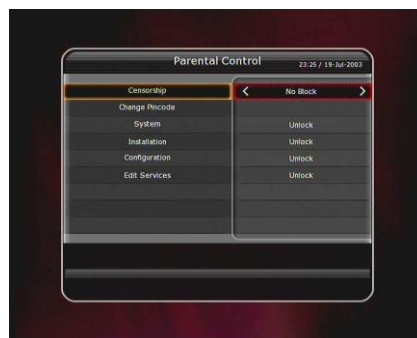 Parental Control
23:25 / 19-Jul-2003
Censorship
No Block
Change Pincode
System
Unlock
Installation
Unlock
Configuration
Unlock
Edit Services
Unlock